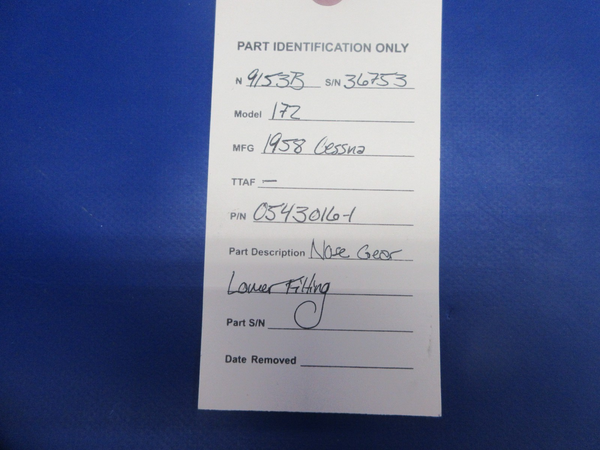 PART IDENTIFICATION ONLY
N 9153B S/N 36753
Model 172
MFG 1958 Cessna
TTAF —
P/N 0543016-1
Part Description Nose Gear
Lower Fitting
Part S/N
Date Removed